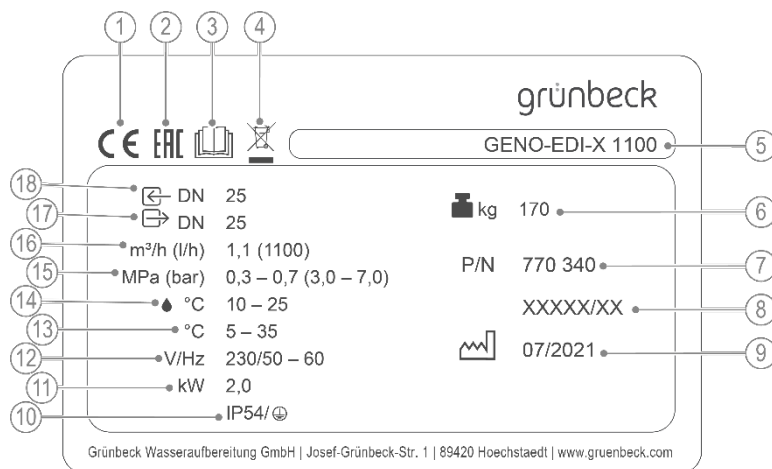 1 2 3 4
grünbeck
CE EAC
GENO-EDI-X 1100 5
18 DN 25
kg 170 6
17 DN 25
16 m³/h (l/h) 1,1 (1100)
15 MPa (bar) 0,3 – 0,7 (3,0 – 7,0)
P/N 770 340 7
14 °C 10 – 25
XXXXX/XX 8
13 °C 5 – 35
12 V/Hz 230/50 – 60
07/2021 9
11 kW 2,0
10 IP54/
Grünbeck Wasseraufbereitung GmbH | Josef-Grünbeck-Str. 1 | 89420 Hoechstaedt | www.gruenbeck.com